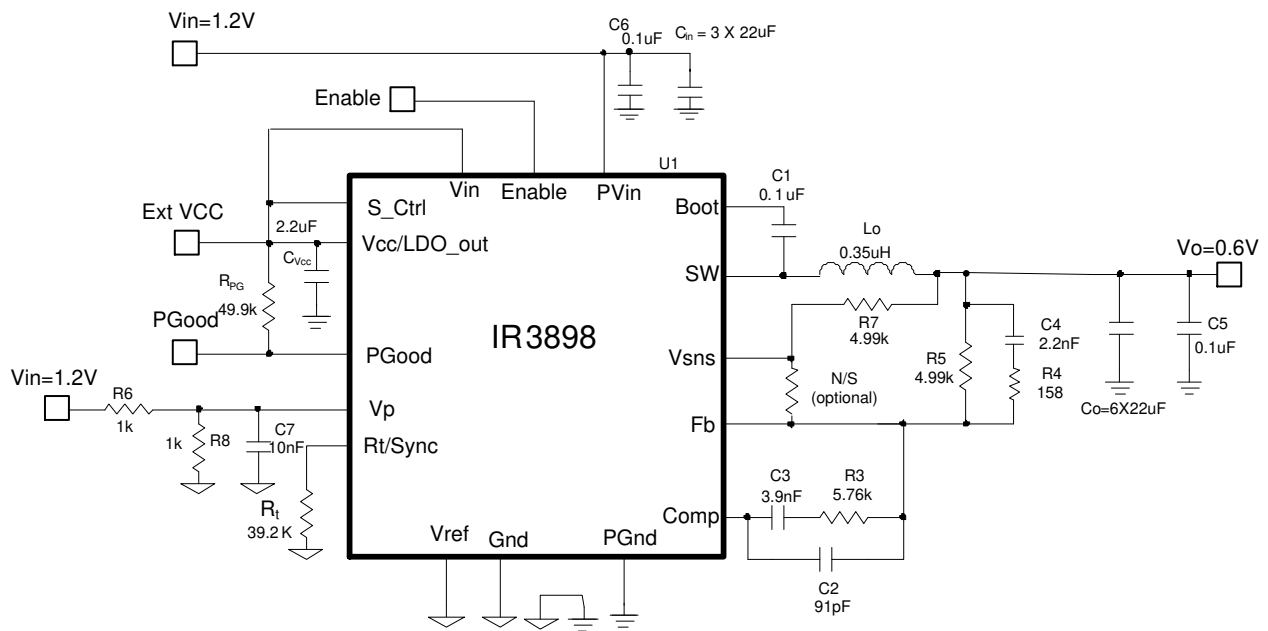 Vin=1.2V
C6
0.1uF
Cin = 3 X 22uF
Enable
U1
Vin
Enable
PVin
C1
0.1uF
Boot
S_Ctrl
Ext VCC
2.2uF
Vcc/LDO_out
CVcc
Lo
0.35uH
SW
Vo=0.6V
RPG
49.9k
PGood
PGood
IR3898
R7
4.99k
C4
2.2nF
C5
0.1uF
Vsns
R5
4.99k
R4
158
N/S
(optional)
Co=6X22uF
Vin=1.2V
R6
1k
Vp
1k
R8
C7
10nF
Fb
Rt/Sync
Rt
39.2K
C3
3.9nF
R3
5.76k
Comp
Vref
Gnd
PGnd
C2
91pF